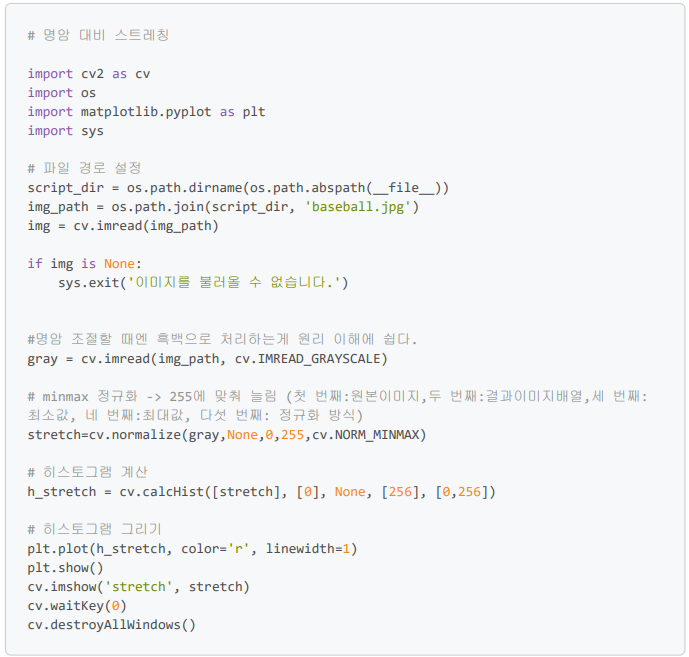 # 명암 대비 스트레칭
import cv2 as cv
import os
import matplotlib.pyplot as plt
import sys
# 파일 경로 설정
script_dir = os.path.dirname(os.path.abspath(__file__))
img_path = os.path.join(script_dir, 'baseball.jpg')
img = cv.imread(img_path)
if img is None:
    sys.exit('이미지를 불러올 수 없습니다.')
#명암 조절할 때엔 흑백으로 처리하는게 원리 이해에 쉽다.
gray = cv.imread(img_path, cv.IMREAD_GRAYSCALE)
# minmax 정규화 -> 255에 맞춰 늘림 (첫 번째:원본이미지,두 번째:결과이미지배열,세 번째:
최소값, 네 번째:최대값, 다섯 번째: 정규화 방식)
stretch=cv.normalize(gray,None,0,255,cv.NORM_MINMAX)
# 히스토그램 계산
h_stretch = cv.calcHist([stretch], [0], None, [256], [0,256])
# 히스토그램 그리기
plt.plot(h_stretch, color='r', linewidth=1)
plt.show()
cv.imshow('stretch', stretch)
cv.waitKey(0)
cv.destroyAllWindows()